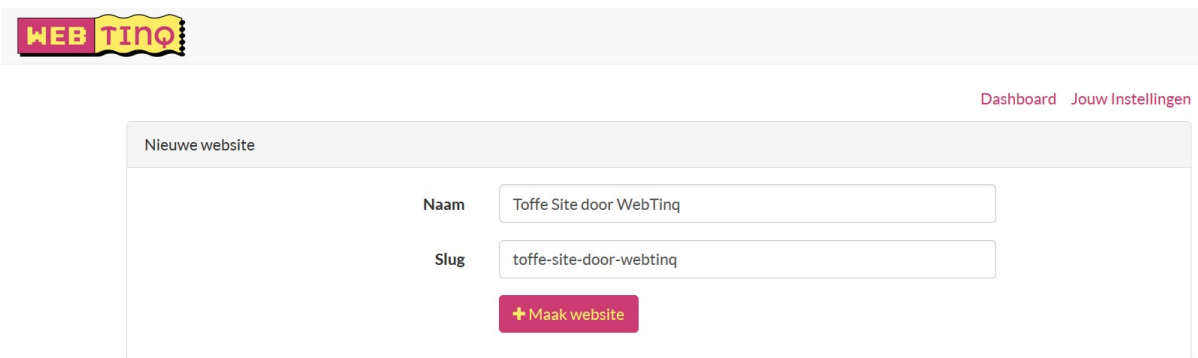 WEB TINQ
Dashboard Jouw Instellingen
Nieuwe website
Naam Toffe Site door WebTinq
Slug toffe-site-door-webtinq
+ Maak website